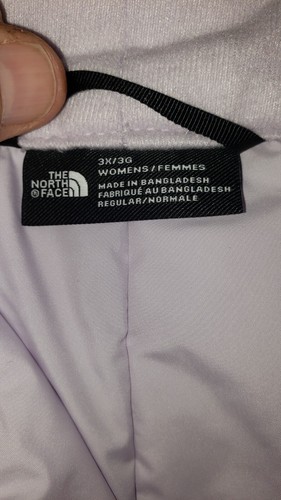 THE
NORTH
®FACE
3X/3G
WOMENS/FEMMES
MADE IN BANGLADESH
FABRIQUÉ AU BANGLADESH
REGULAR/NORMALE